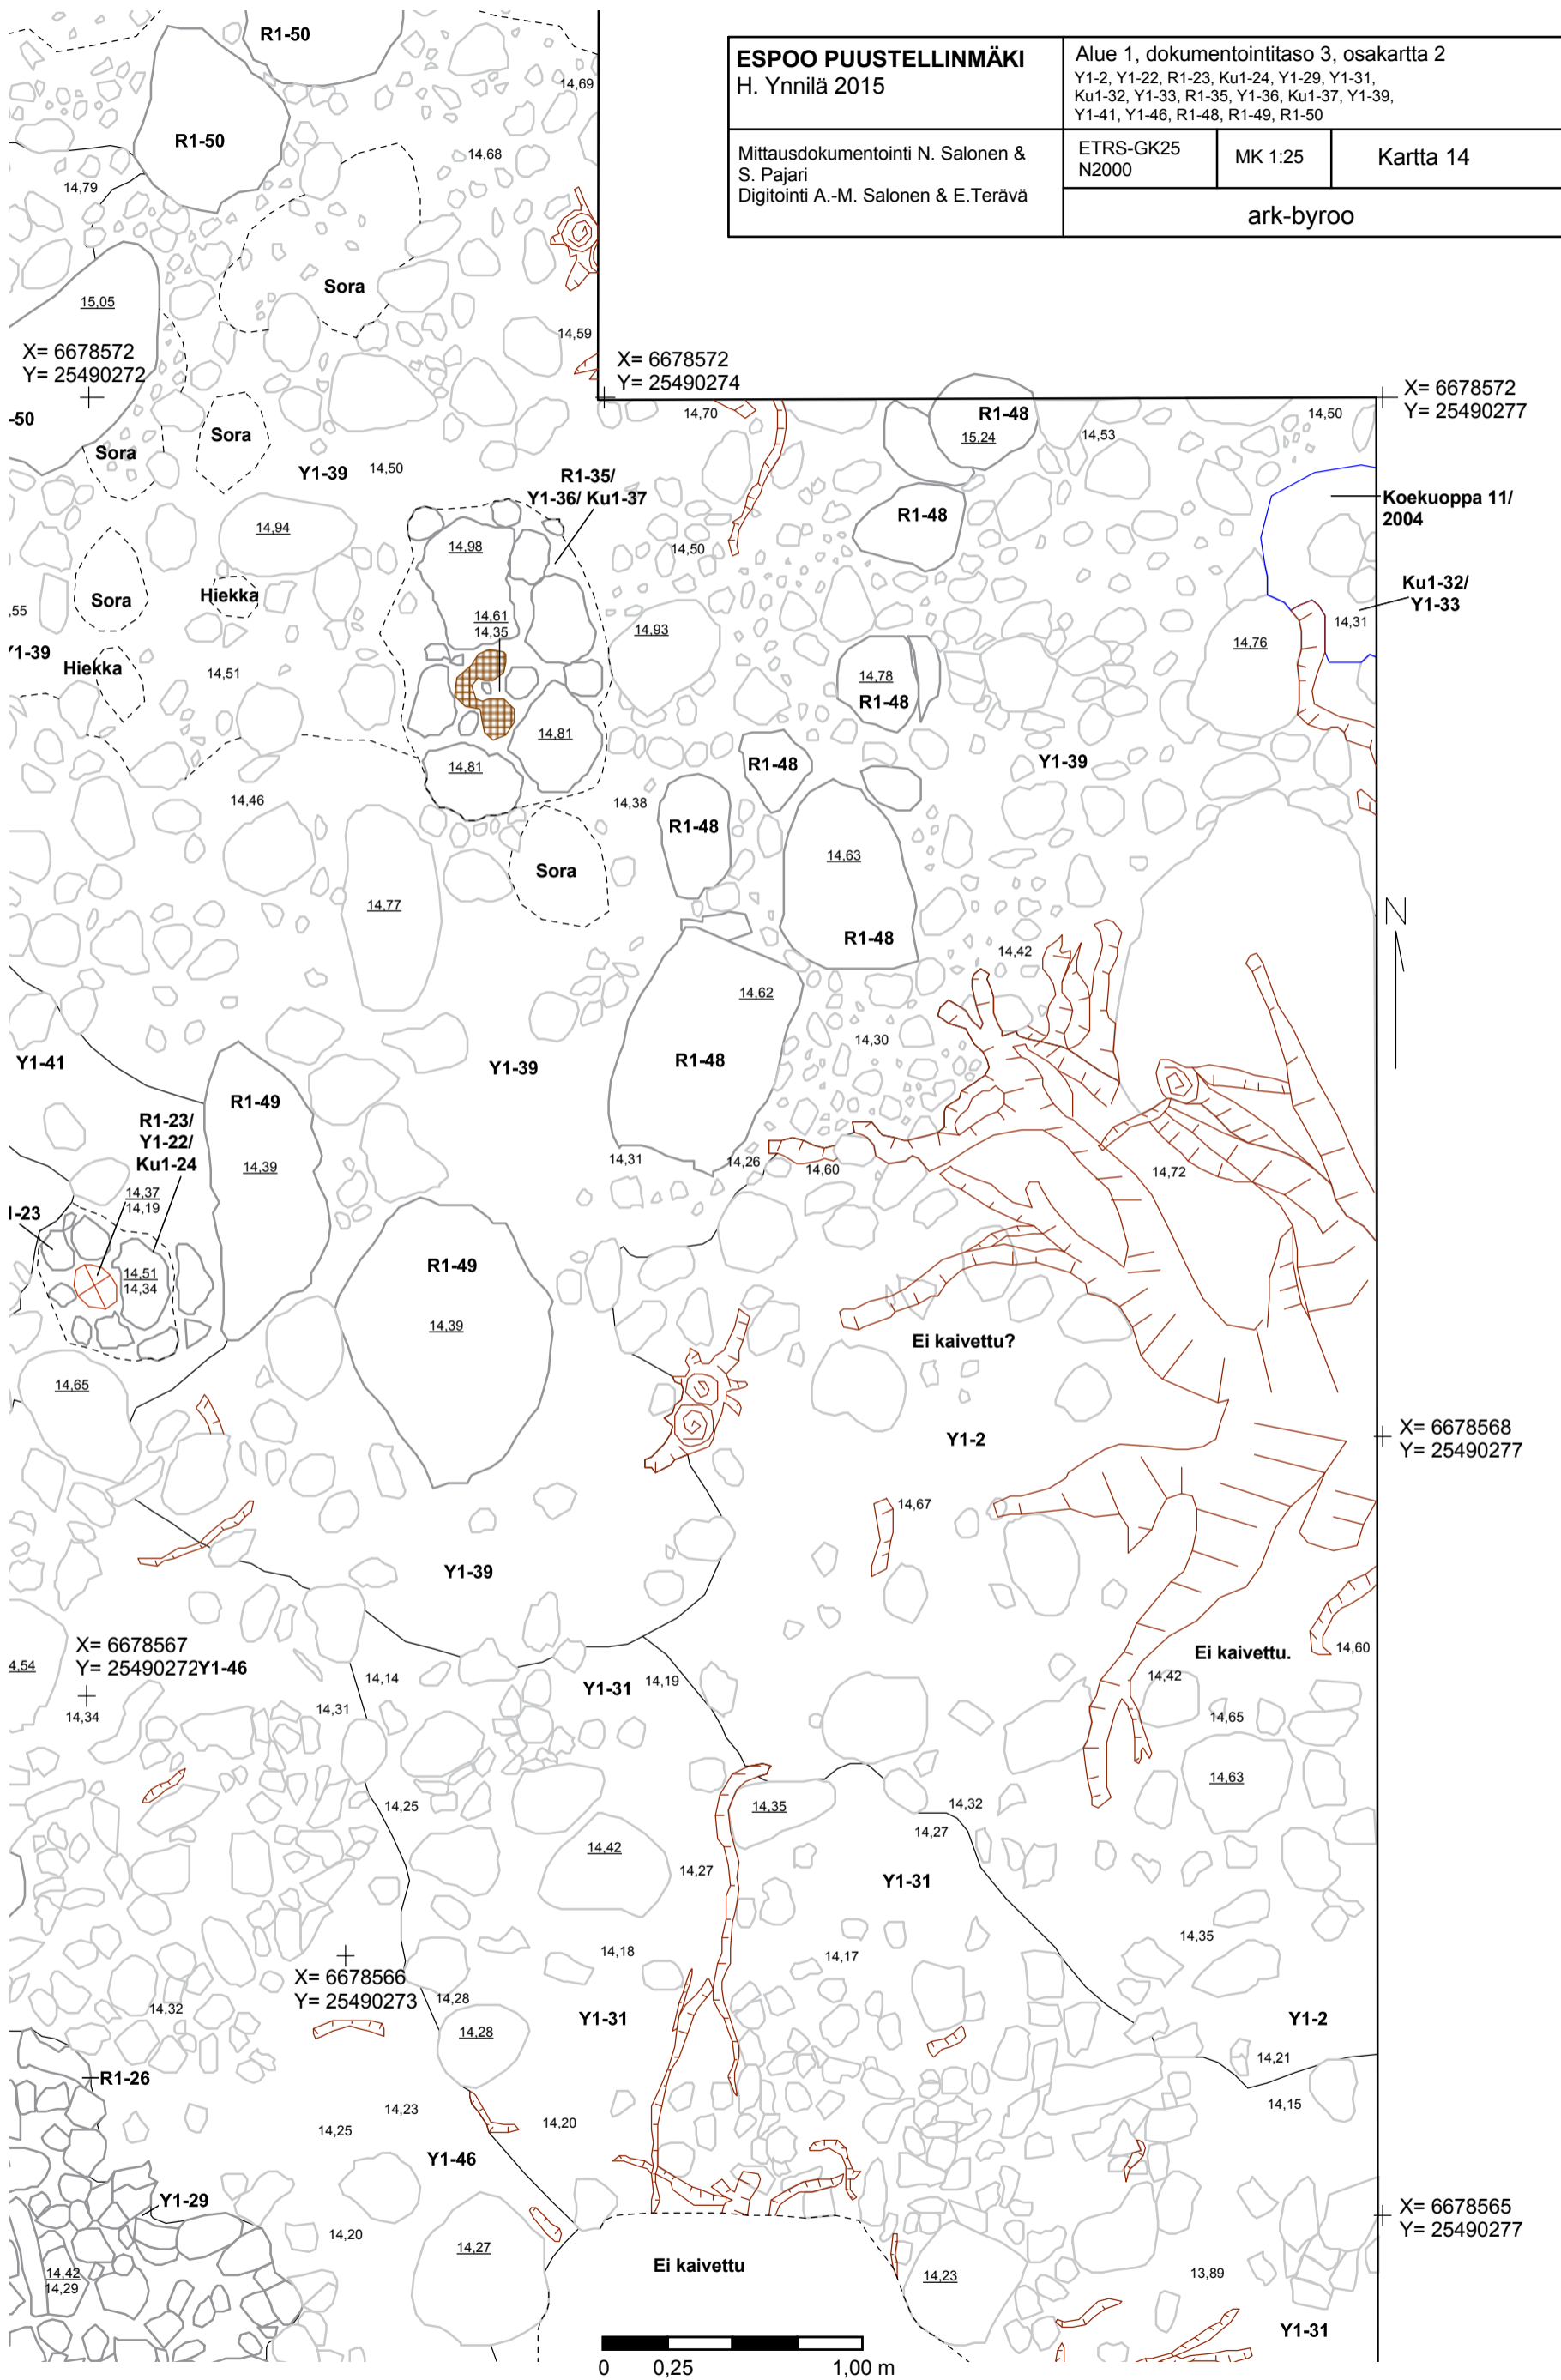 ESPOO PUUSTELLINMÄKI
H. Ynnilä 2015
Alue 1, dokumentointitaso 3, osakartta 2
Y1-2, Y1-22, R1-23, Ku1-24, Y1-29, Y1-31,
Ku1-32, Y1-33, R1-35, Y1-36, Ku1-37, Y1-39,
Y1-41, Y1-46, R1-48, R1-49, R1-50
Mittausdokumentointi N. Salonen &
S. Pajari
Digitointi A.-M. Salonen & E.Terävä
ETRS-GK25
N2000
MK 1:25
Kartta 14
ark-byroo
R1-50
14,69
R1-50
14,68
14,79
Sora
15,05
14,59
X= 6678572
Y= 25490272
X= 6678572
Y= 25490274
X= 6678572
Y= 25490277
-50
Sora
Sora
14,70
R1-48
15,24
14,53
14,50
Y1-39
14,50
R1-35/
Y1-36/ Ku1-37
Koekuoppa 11/
2004
14,94
14,98
R1-48
14,50
Sora
Hiekka
,55
14,61
14,35
14,93
Ku1-32/
Y1-33
14,31
14,76
Y1-39
Hiekka
14,51
14,78
R1-48
14,81
14,81
R1-48
Y1-39
14,46
14,38
R1-48
14,63
Sora
14,77
R1-48
N
14,42
14,62
14,30
Y1-41
Y1-39
R1-48
R1-49
R1-23/
Y1-22/
Ku1-24
14,39
14,31
14,26
14,60
14,72
14,37
14,19
I-23
R1-49
14,51
14,34
14,39
Ei kaivettu?
14,65
Y1-2
X= 6678568
Y= 25490277
14,67
Y1-39
X= 6678567
Y= 25490272
Y1-46
4,54
14,34
14,14
14,31
Y1-31
14,19
Ei kaivettu.
14,60
14,42
14,65
14,63
14,25
14,35
14,32
14,27
14,42
14,27
Y1-31
14,18
14,17
14,35
X= 6678566
Y= 25490273
14,32
14,28
14,28
Y1-31
Y1-2
14,21
R1-26
14,15
14,23
14,20
14,25
Y1-46
Y1-29
14,20
X= 6678565
Y= 25490277
14,27
Ei kaivettu
14,42
14,29
14,23
13,89
Y1-31
0 0,25 1,00 m